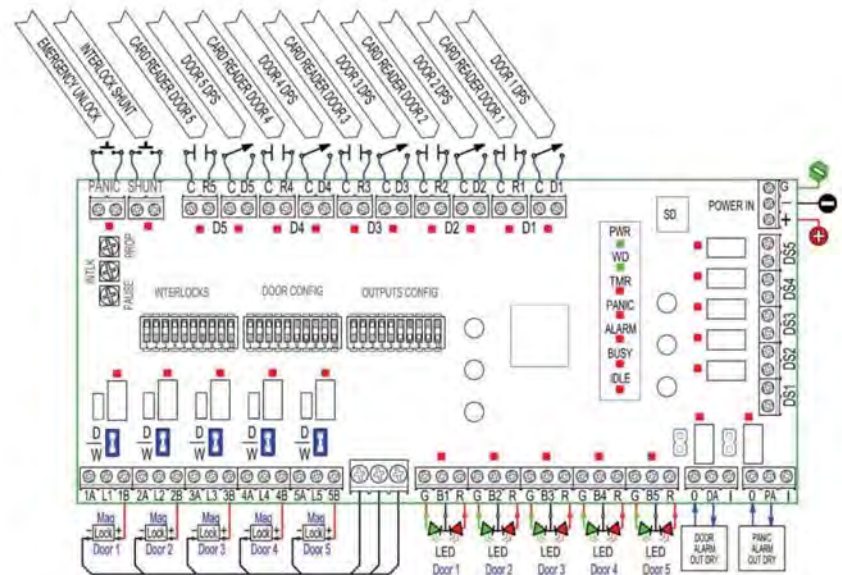 EMERGENCY UNLOCK
INTERLOCK SHUNT
CARD READER DOOR 5
DOOR 5 DPS
CARD READER DOOR 4
DOOR 4 DPS
CARD READER DOOR 3
DOOR 3 DPS
CARD READER DOOR 2
DOOR 2 DPS
CARD READER DOOR 1
DOOR 1 DPS
PANIC SHUNT C R5 C D5 C R4 C D4 C R3 C D3 C R2 C D2 C R1 C D1
D5 D4 D3 D2 D1
SD
POWER IN
G
−
+
INTLK
PROP
PAUSE
PWR
WD
TMR
PANIC
ALARM
BUSY
IDLE
DS5
DS4
DS3
DS2
DS1
INTERLOCKS DOOR CONFIG OUTPUTS CONFIG
D D D D D
W W W W W
1A L1 1B 2A L2 2B 3A L3 3B 4A L4 4B 5A L5 5B G B1 R G B2 R G B3 R G B4 R G B5 R 0 DA I 0 PA I
Mag Mag Mag Mag Mag
- Lock + - Lock + - Lock + - Lock + - Lock +
Door 1 Door 2 Door 3 Door 4 Door 5
LED LED LED LED LED
Door 1 Door 2 Door 3 Door 4 Door 5
DOOR
ALARM
OUT DRY
PANIC
ALARM
OUT DRY